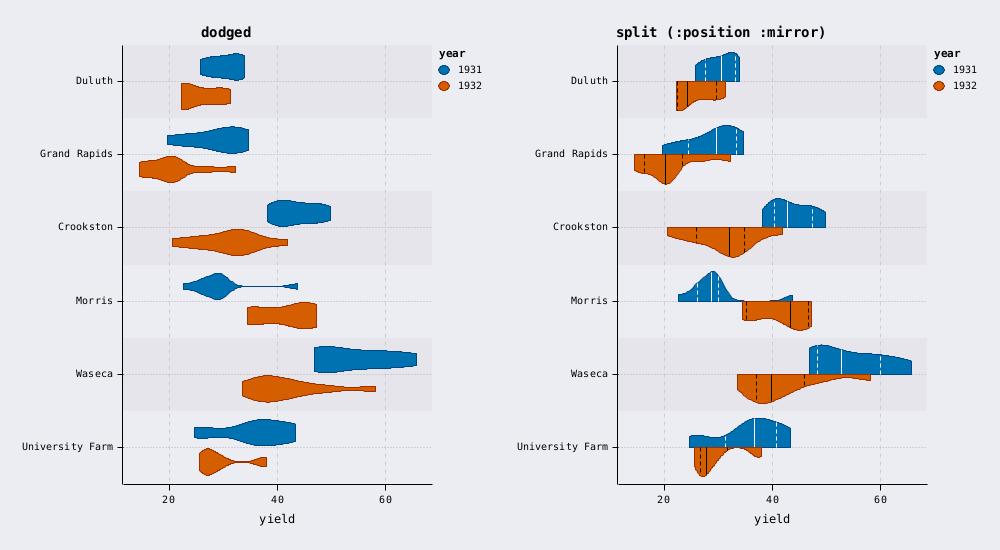 dodged
year
1931
1932
Duluth
Grand Rapids
Crookston
Morris
Waseca
University Farm
20 40 60
yield
split (:position :mirror)
year
1931
1932
Duluth
Grand Rapids
Crookston
Morris
Waseca
University Farm
20 40 60
yield